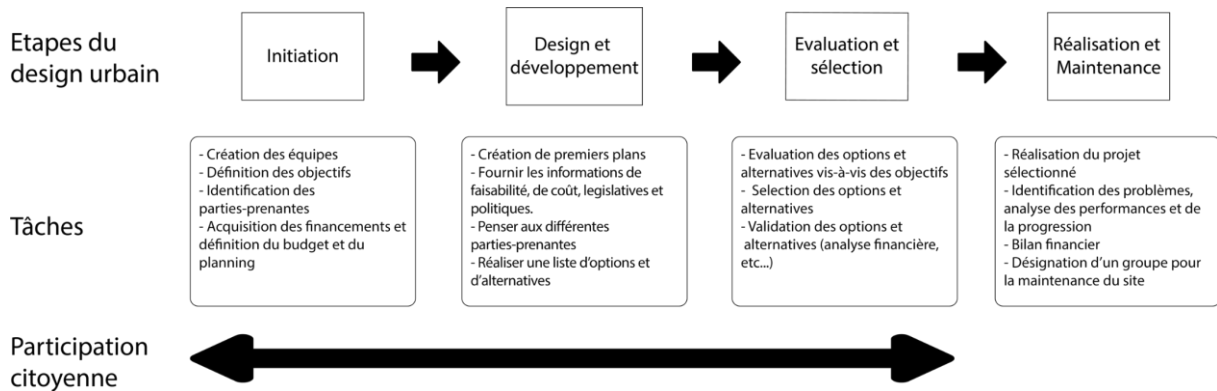 Etapes du
design urbain
Initiation
Design et
développement
Evaluation et
sélection
Réalisation et
Maintenance
Tâches
- Création des équipes
- Définition des objectifs
- Identification des
parties-prenantes
- Acquisition des financements et
définition du budget et du
planning
- Création de premiers plans
- Fournir les informations de
faisabilité, de coût, legislatives et
politiques.
- Penser aux différentes
parties-prenantes
- Réaliser une liste d'options et
d'alternatives
- Evaluation des options et
alternatives vis-à-vis des objectifs
- Selection des options et
alternatives
- Validation des options et
alternatives (analyse financière,
etc...)
- Réalisation du projet
sélectionné
- Identification des problèmes,
analyse des performances et de
la progression
- Bilan financier
- Désignation d'un groupe pour
la maintenance du site
Participation
citoyenne